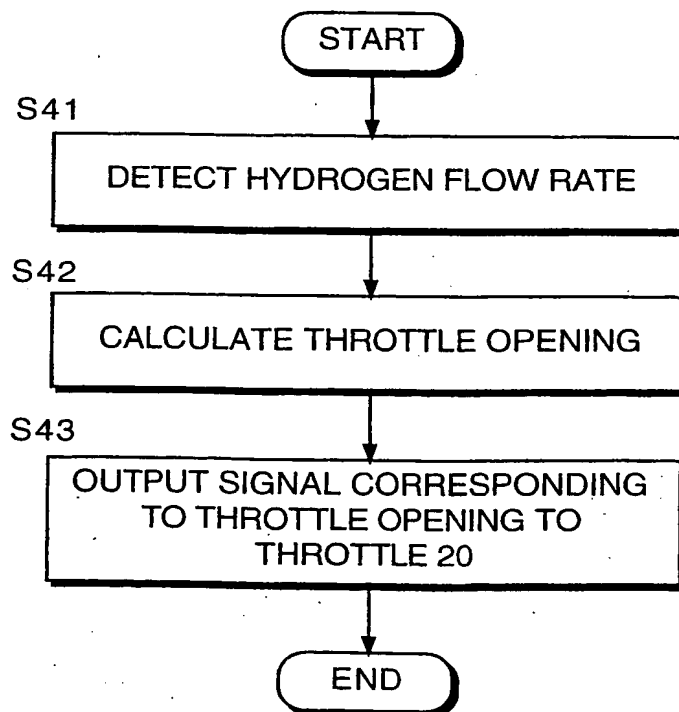 START
S41
DETECT HYDROGEN FLOW RATE
S42
CALCULATE THROTTLE OPENING
S43
OUTPUT SIGNAL CORRESPONDING
TO THROTTLE OPENING TO
THROTTLE 20
END